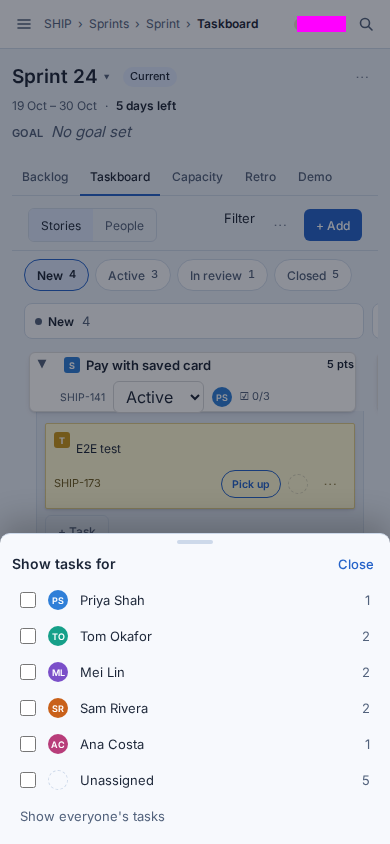 SHIP › Sprints › Sprint › Taskboard
Sprint 24 ▾ Current ···
19 Oct – 30 Oct · 5 days left
GOAL No goal set
Backlog Taskboard Capacity Retro Demo
Stories People Filter ··· + Add
New 4 Active 3 In review 1 Closed 5
New 4
▼ S Pay with saved card 5 pts
SHIP-141 Active PS ☑ 0/3
T E2E test
SHIP-173 Pick up ···
+ Task
Show tasks for Close
PS Priya Shah 1
TO Tom Okafor 2
ML Mei Lin 2
SR Sam Rivera 2
AC Ana Costa 1
Unassigned 5
Show everyone's tasks